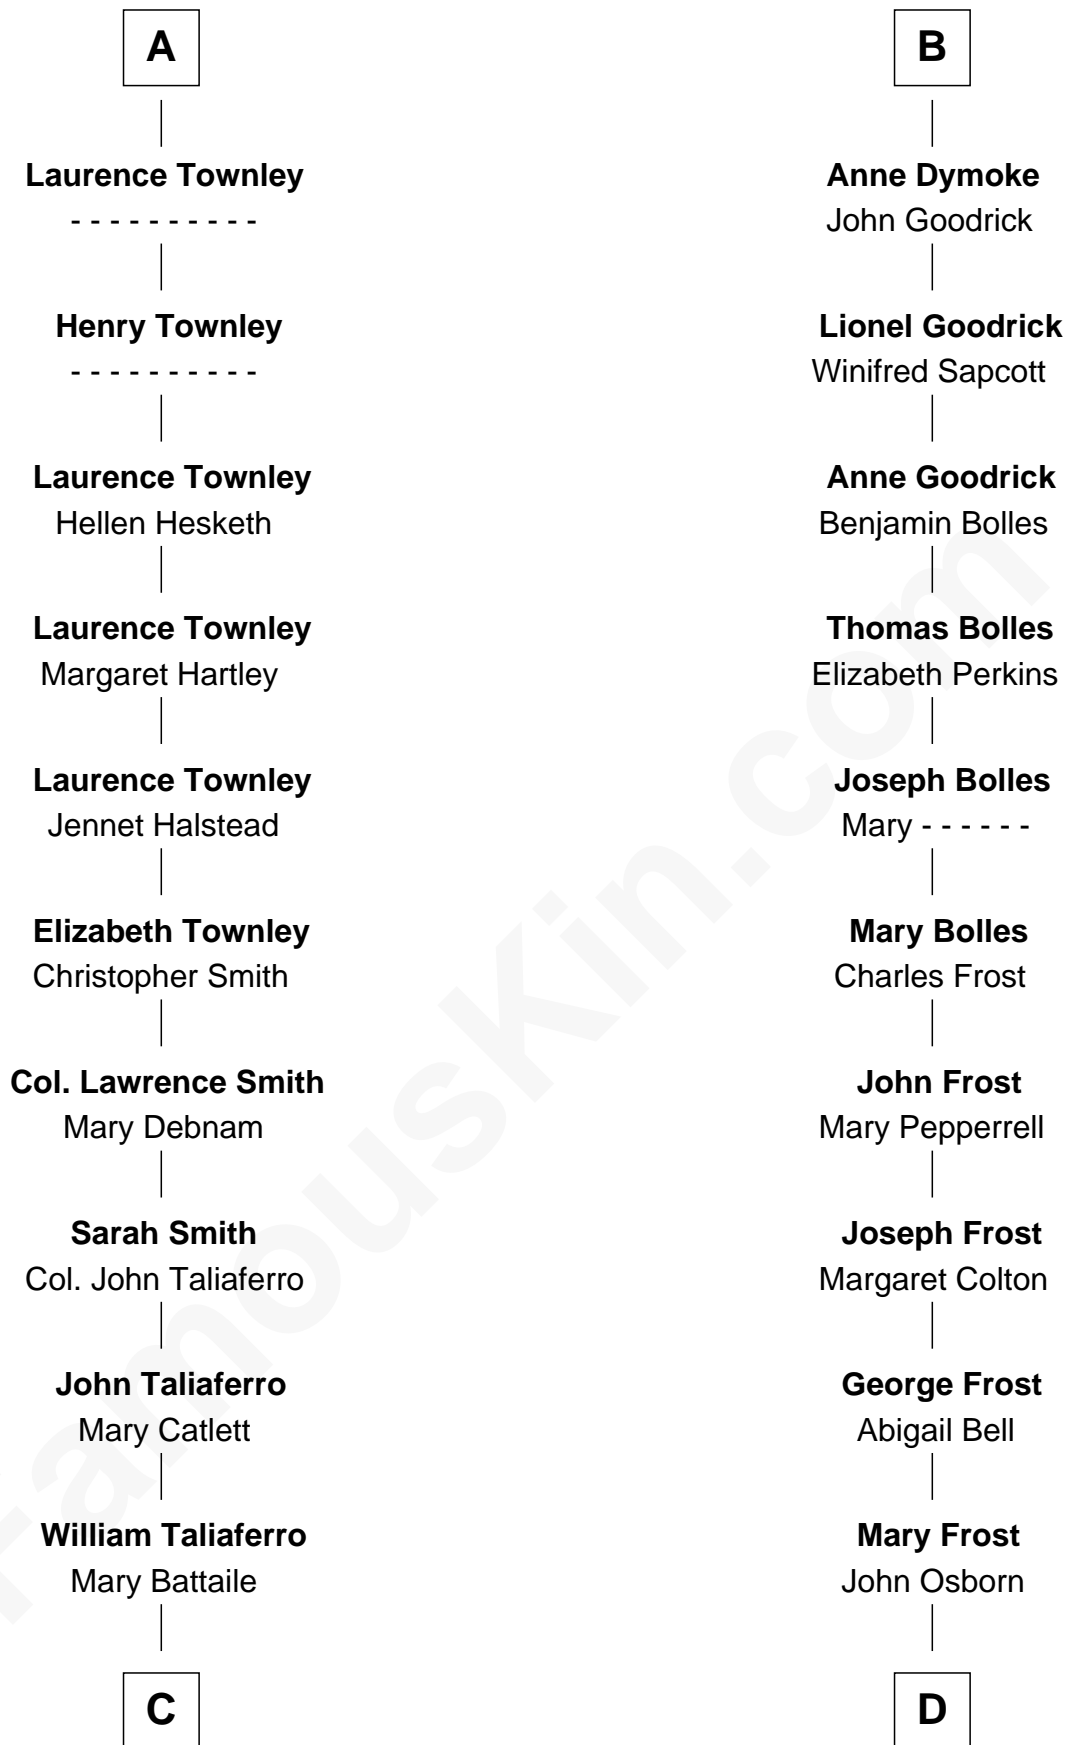 A
Laurence Townley
- - - - - - - - - -
Henry Townley
- - - - - - - - - -
Laurence Townley
Hellen Hesketh
Laurence Townley
Margaret Hartley
Laurence Townley
Jennet Halstead
Elizabeth Townley
Christopher Smith
Col. Lawrence Smith
Mary Debnam
Sarah Smith
Col. John Taliaferro
John Taliaferro
Mary Catlett
William Taliaferro
Mary Battaile
C
B
Anne Dymoke
John Goodrick
Lionel Goodrick
Winifred Sapcott
Anne Goodrick
Benjamin Bolles
Thomas Bolles
Elizabeth Perkins
Joseph Bolles
Mary - - - - - -
Mary Bolles
Charles Frost
John Frost
Mary Pepperrell
Joseph Frost
Margaret Colton
George Frost
Abigail Bell
Mary Frost
John Osborn
D
FamousKin.com